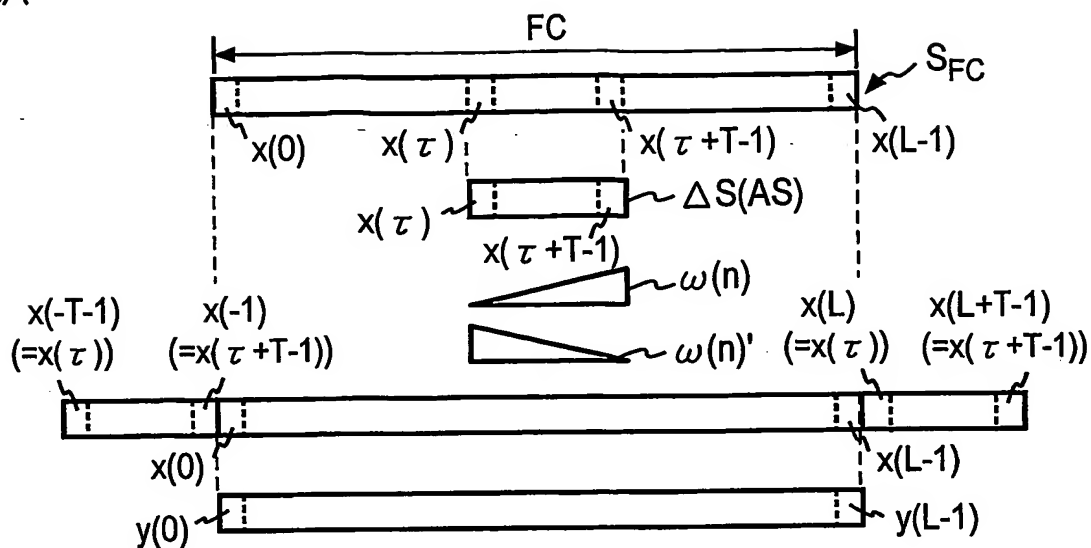 FC
S_FC
x(0)
x(τ)
x(τ+T-1)
x(L-1)
x(τ)
ΔS(AS)
x(τ+T-1)
ω(n)
ω(n)'
x(-T-1)
(=x(τ))
x(-1)
(=x(τ+T-1))
x(L)
(=x(τ))
x(L+T-1)
(=x(τ+T-1))
x(0)
x(L-1)
y(0)
y(L-1)